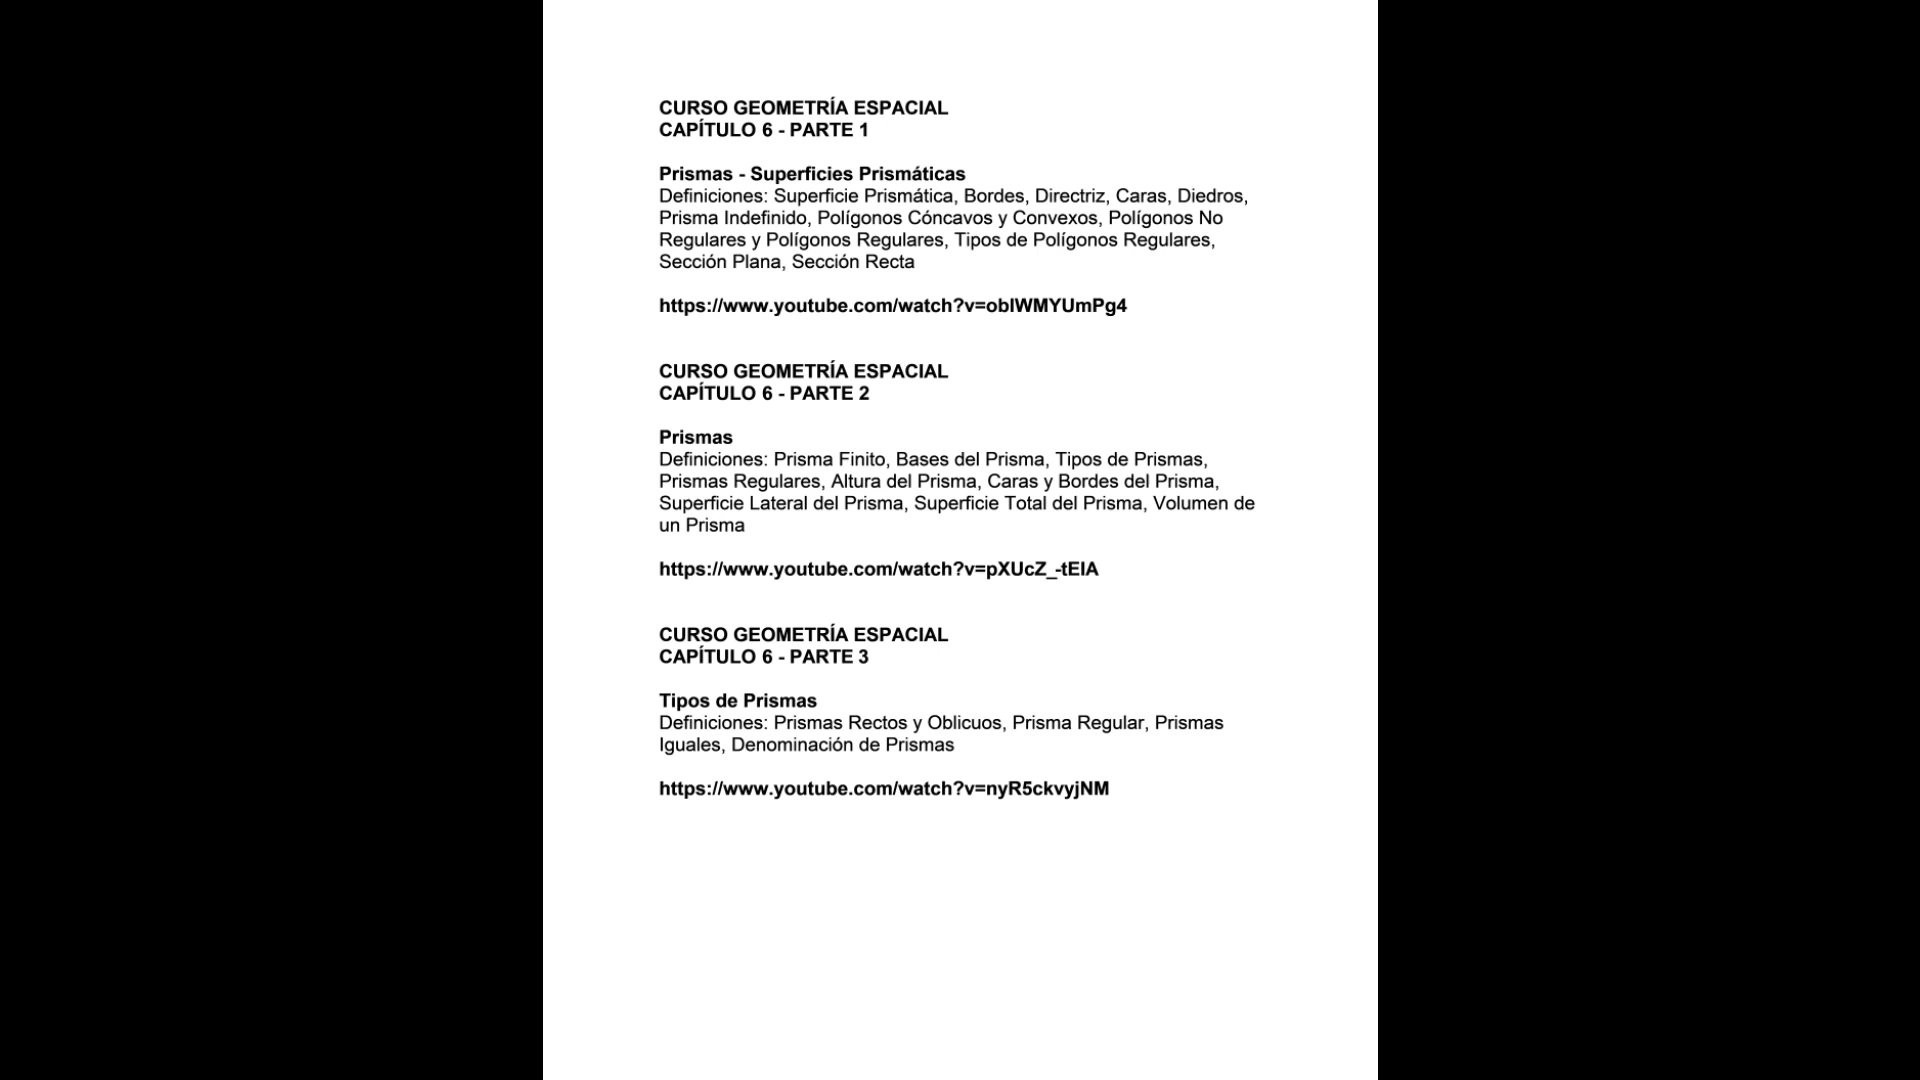 CURSO GEOMETRÍA ESPACIAL
CAPÍTULO 6 - PARTE 1
Prismas - Superficies Prismáticas
Definiciones: Superficie Prismática, Bordes, Directriz, Caras, Diedros,
Prisma Indefinido, Polígonos Cóncavos y Convexos, Polígonos No
Regulares y Polígonos Regulares, Tipos de Polígonos Regulares,
Sección Plana, Sección Recta
https://www.youtube.com/watch?v=oblWMYUmPg4
CURSO GEOMETRÍA ESPACIAL
CAPÍTULO 6 - PARTE 2
Prismas
Definiciones: Prisma Finito, Bases del Prisma, Tipos de Prismas,
Prismas Regulares, Altura del Prisma, Caras y Bordes del Prisma,
Superficie Lateral del Prisma, Superficie Total del Prisma, Volumen de
un Prisma
https://www.youtube.com/watch?v=pXUcZ_-tElA
CURSO GEOMETRÍA ESPACIAL
CAPÍTULO 6 - PARTE 3
Tipos de Prismas
Definiciones: Prismas Rectos y Oblicuos, Prisma Regular, Prismas
Iguales, Denominación de Prismas
https://www.youtube.com/watch?v=nyR5ckvyjNM